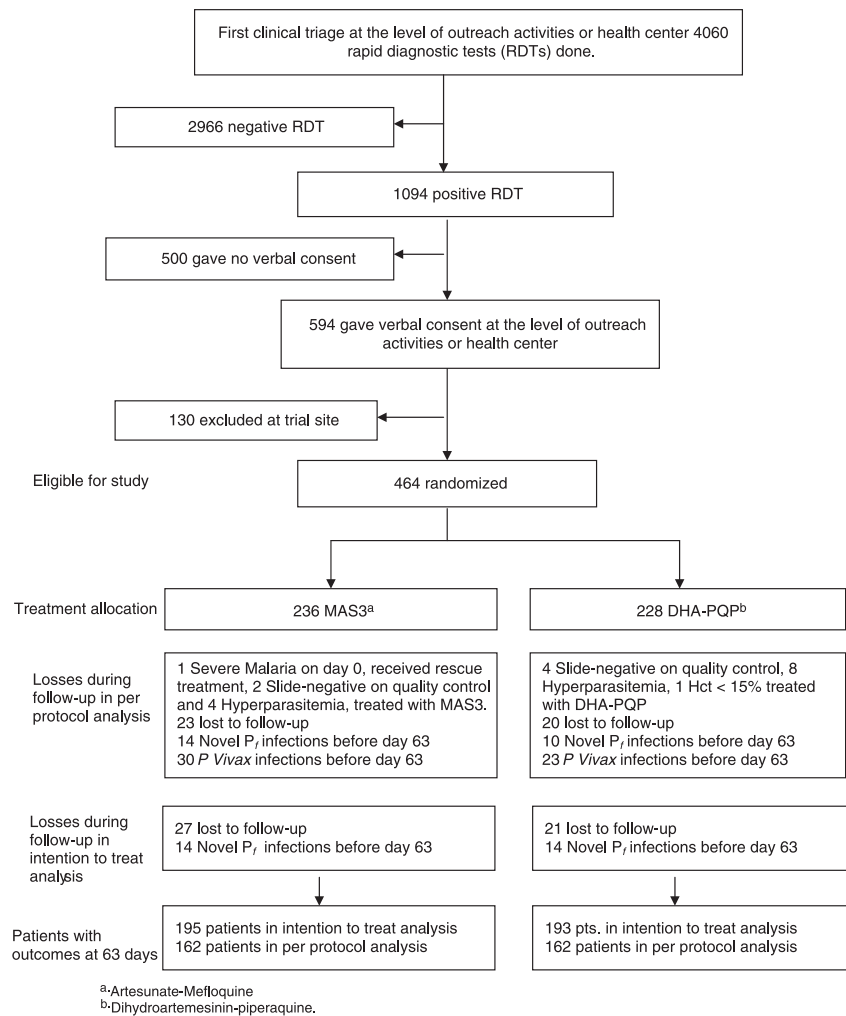 First clinical triage at the level of outreach activities or health center 4060
rapid diagnostic tests (RDTs) done.
2966 negative RDT
1094 positive RDT
500 gave no verbal consent
594 gave verbal consent at the level of outreach
activities or health center
130 excluded at trial site
Eligible for study
464 randomized
Treatment allocation
236 MAS3a
228 DHA-PQPb
Losses during
follow-up in per
protocol analysis
1 Severe Malaria on day 0, received rescue
treatment, 2 Slide-negative on quality control
and 4 Hyperparasitemia, treated with MAS3.
23 lost to follow-up
14 Novel Pf infections before day 63
30 P Vivax infections before day 63
4 Slide-negative on quality control, 8
Hyperparasitemia, 1 Hct < 15% treated
with DHA-PQP
20 lost to follow-up
10 Novel Pf infections before day 63
23 P Vivax infections before day 63
Losses during
follow-up in
intention to treat
analysis
27 lost to follow-up
14 Novel Pf infections before day 63
21 lost to follow-up
14 Novel Pf infections before day 63
Patients with
outcomes at 63 days
195 patients in intention to treat analysis
162 patients in per protocol analysis
193 pts. in intention to treat analysis
162 patients in per protocol analysis
a.Artesunate-Mefloquine
b.Dihydroartemesinin-piperaquine.